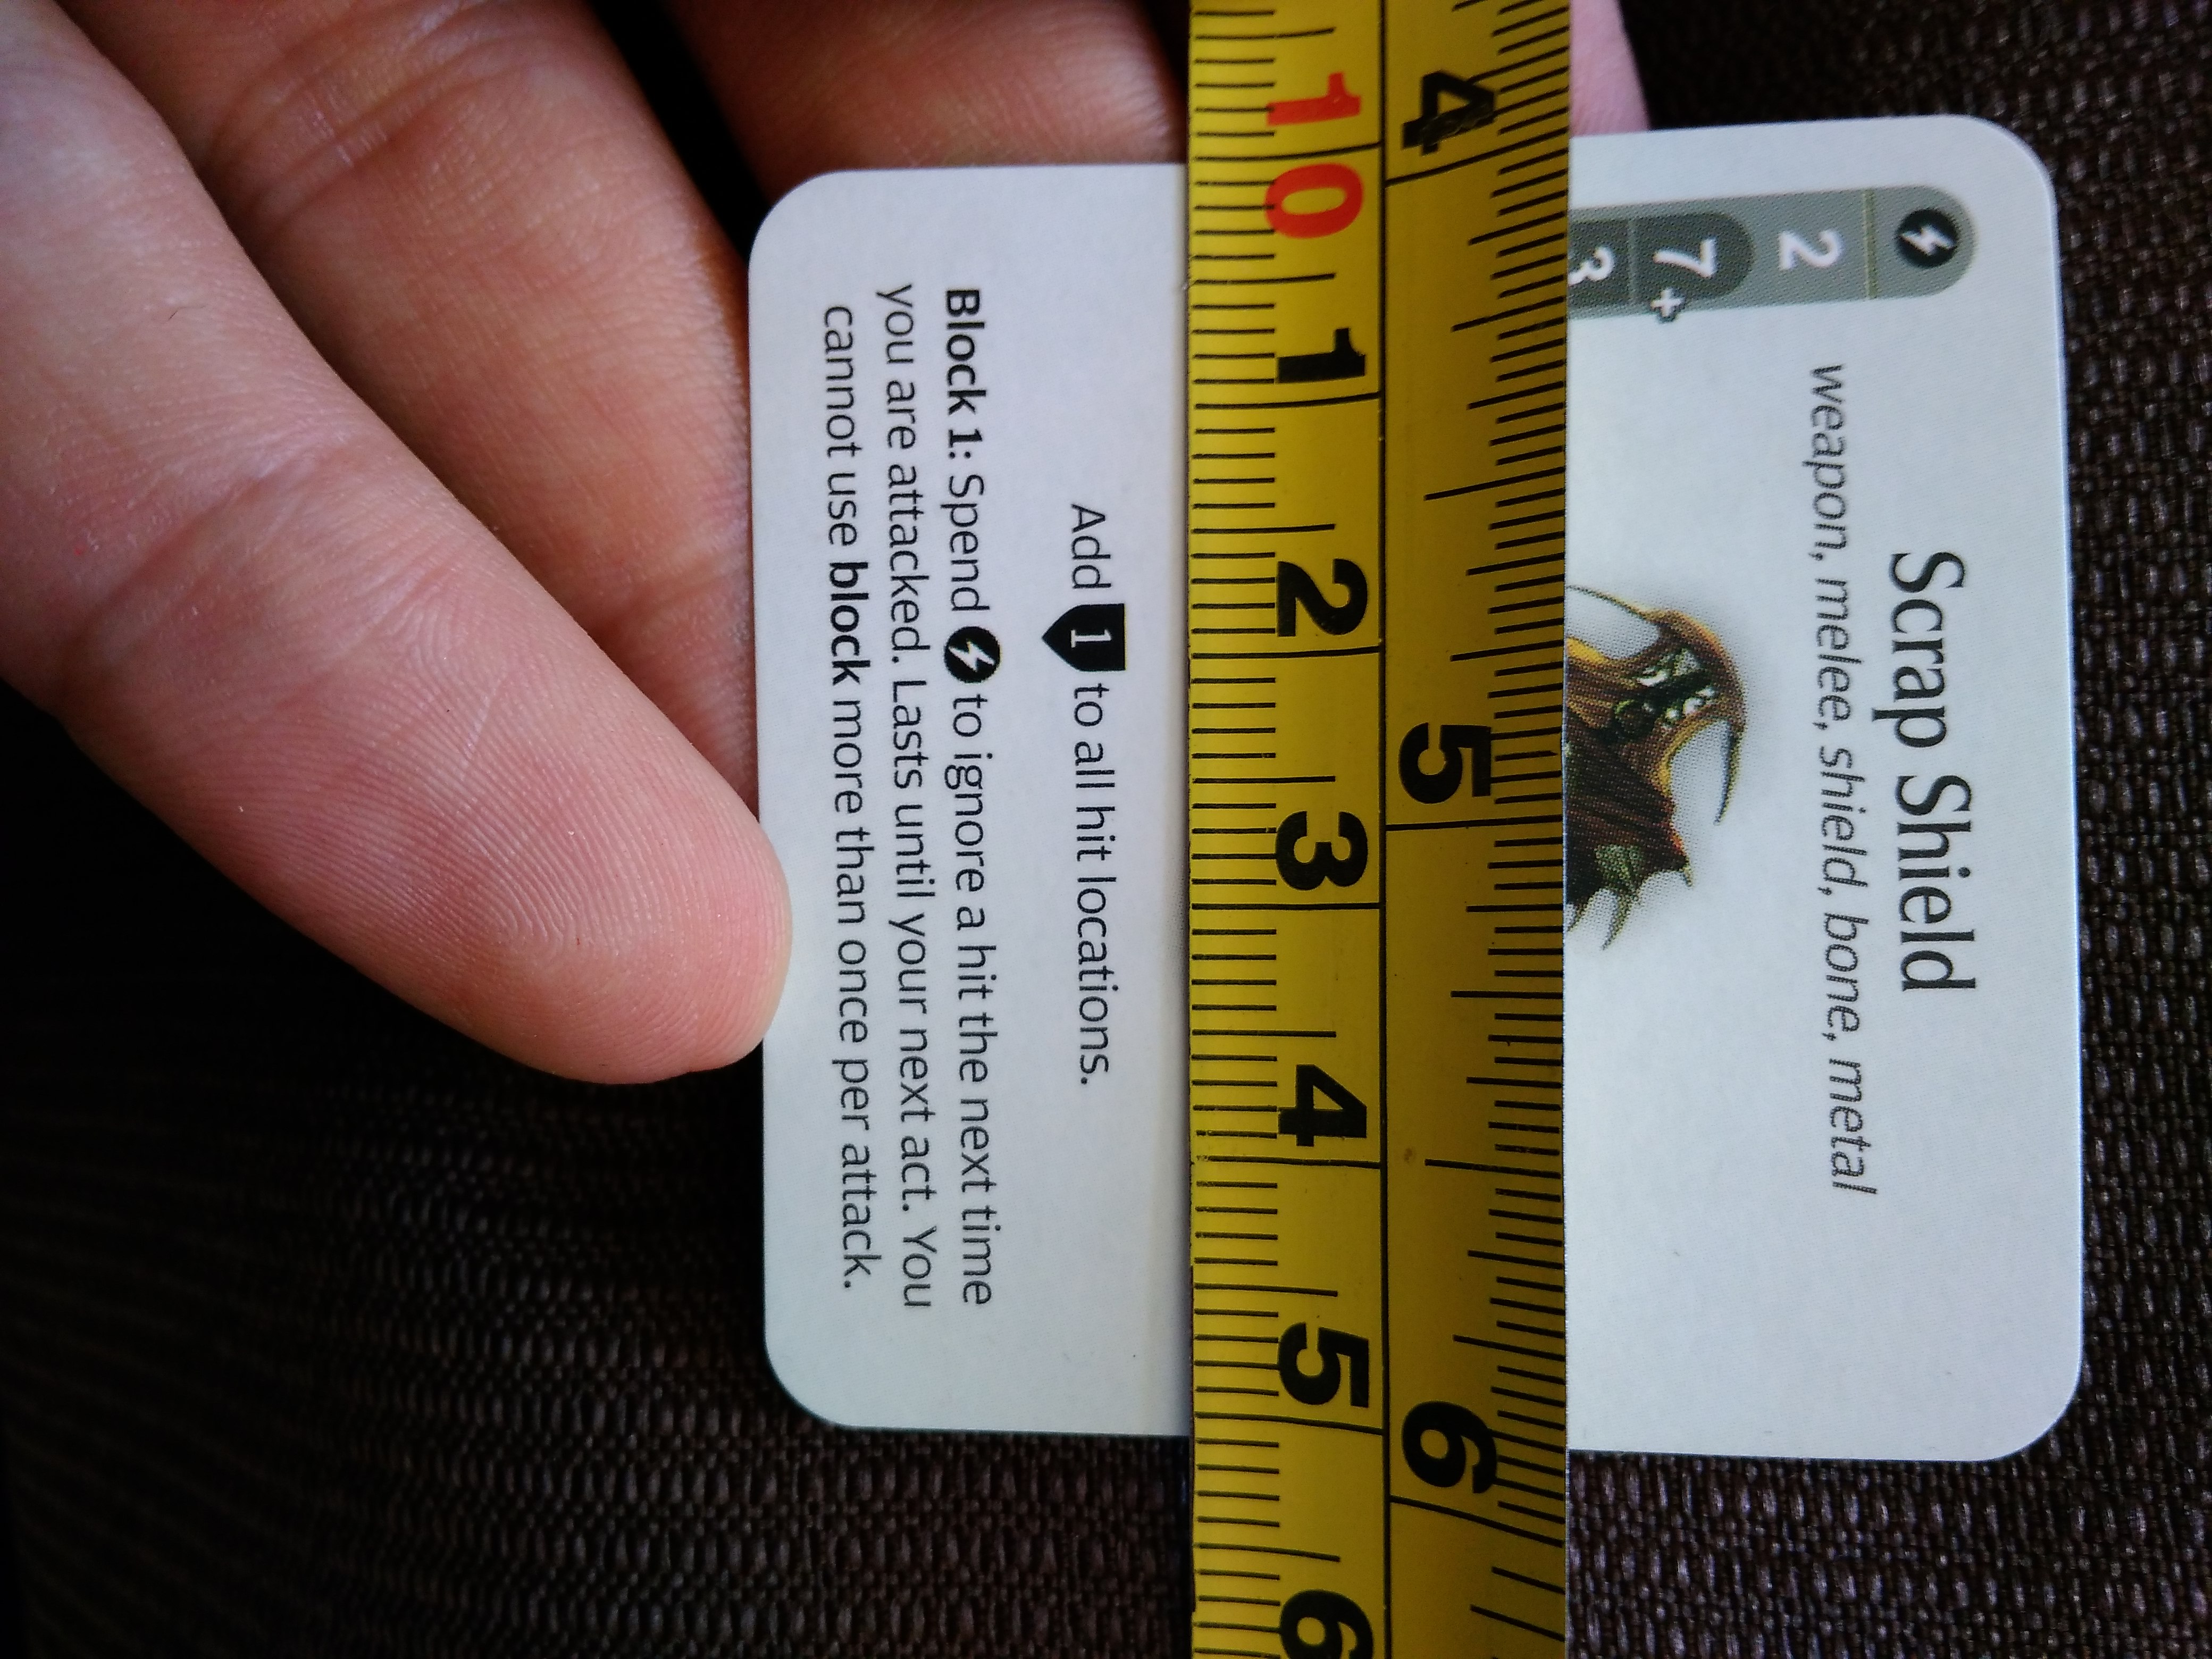 Scrap Shield
weapon, melee, shield, bone, metal
2
7+
3
4 5 6
10 1 2 3 4 5 6
Add 1 to all hit locations.
Block 1: Spend to ignore a hit the next time
you are attacked. Lasts until your next act. You
cannot use block more than once per attack.